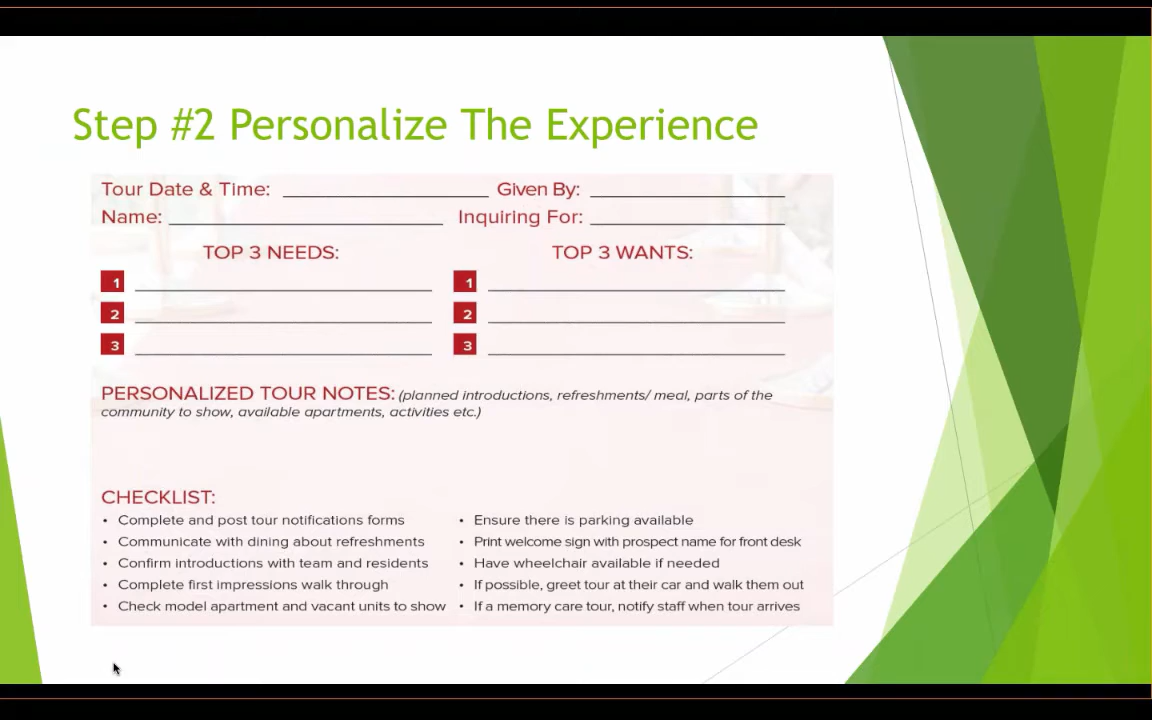 Step #2 Personalize The Experience
Tour Date & Time: Given By:
Name: Inquiring For:
TOP 3 NEEDS: TOP 3 WANTS:
1 1
2 2
3 3
PERSONALIZED TOUR NOTES: (planned introductions, refreshments/ meal, parts of the
community to show, available apartments, activities etc.)
CHECKLIST:
• Complete and post tour notifications forms
• Communicate with dining about refreshments
• Confirm introductions with team and residents
• Complete first impressions walk through
• Check model apartment and vacant units to show
• Ensure there is parking available
• Print welcome sign with prospect name for front desk
• Have wheelchair available if needed
• If possible, greet tour at their car and walk them out
• If a memory care tour, notify staff when tour arrives